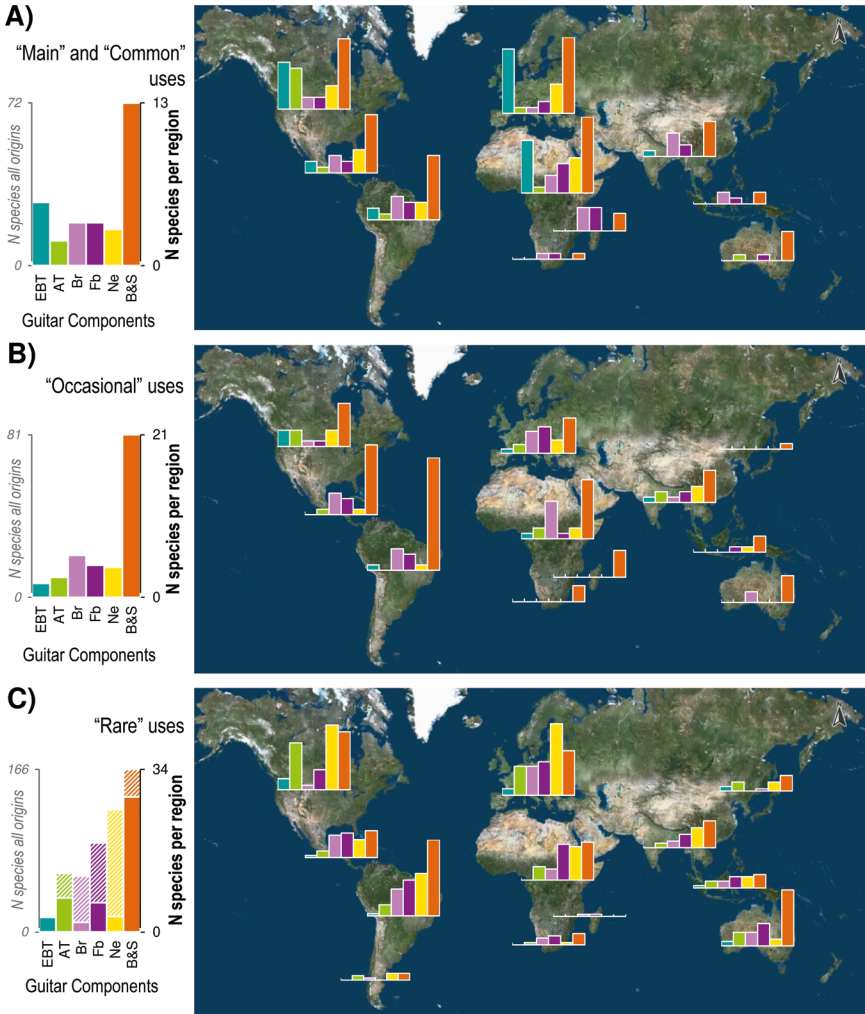 A)
“Main” and “Common”
uses
72
13
N species all origins
N species per region
0
0
EBT
AT
Br
Fb
Ne
B&S
Guitar Components
B)
“Occasional” uses
81
21
N species all origins
N species per region
0
0
EBT
AT
Br
Fb
Ne
B&S
Guitar Components
C)
“Rare” uses
166
34
N species all origins
N species per region
0
0
EBT
AT
Br
Fb
Ne
B&S
Guitar Components